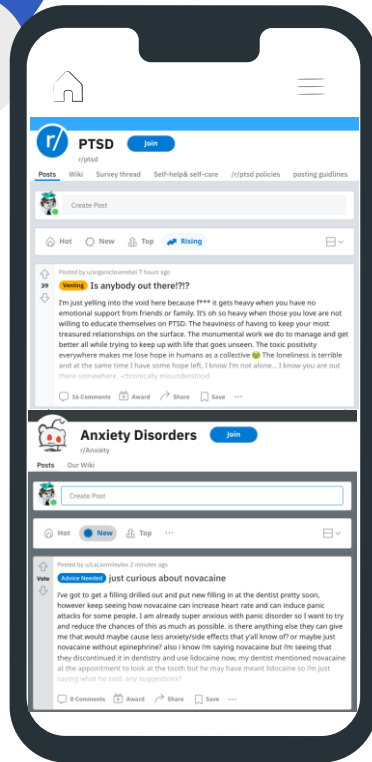 r/
PTSD
Join
r/ptsd
Posts Wiki Survey thread Self-help& self-care /r/ptsd policies posting guidlines
Create Post
Hot New Top Rising
Posted by u/organicloverebel 7 hours ago
39 Venting Is anybody out there!?!?
I'm just yelling into the void here because f*** it gets heavy when you have no
emotional support from friends or family. It's oh so heavy when those you love are not
willing to educate themselves on PTSD. The heaviness of having to keep your most
treasured relationships on the surface. The monumental work we do to manage and get
better all while trying to keep up with life that goes unseen. The toxic positivity
everywhere makes me lose hope in humans as a collective 🥹 The loneliness is terrible
and at the same time I have some hope left, I know I'm not alone... I know you are out
there somewhere. -chronically misunderstood
16 Comments Award Share Save ...
Anxiety Disorders
Join
r/Anxiety
Posts Our Wiki
Create Post
Hot New Top ...
Posted by u/LaLasmileylex 2 minutes ago
Vote Advice Needed just curious about novacaine
i've got to get a filling drilled out and put new filling in at the dentist pretty soon,
however keep seeing how novacaine can increase heart rate and can induce panic
attacks for some people. I am already super anxious with panic disorder so I want to try
and reduce the chances of this as much as possible. is there anything else they can give
me that would maybe cause less anxiety/side effects that y'all know of? or maybe just
novacaine without epinephrine? also i know i'm saying novacaine but i'm seeing that
they discontinued it in dentistry and use lidocaine now, my dentist mentioned novacaine
at the appointment to look at the tooth but he may have meant lidocaine so i'm just
saying what he said. any suggestions?
0 Comments Award Share Save ...